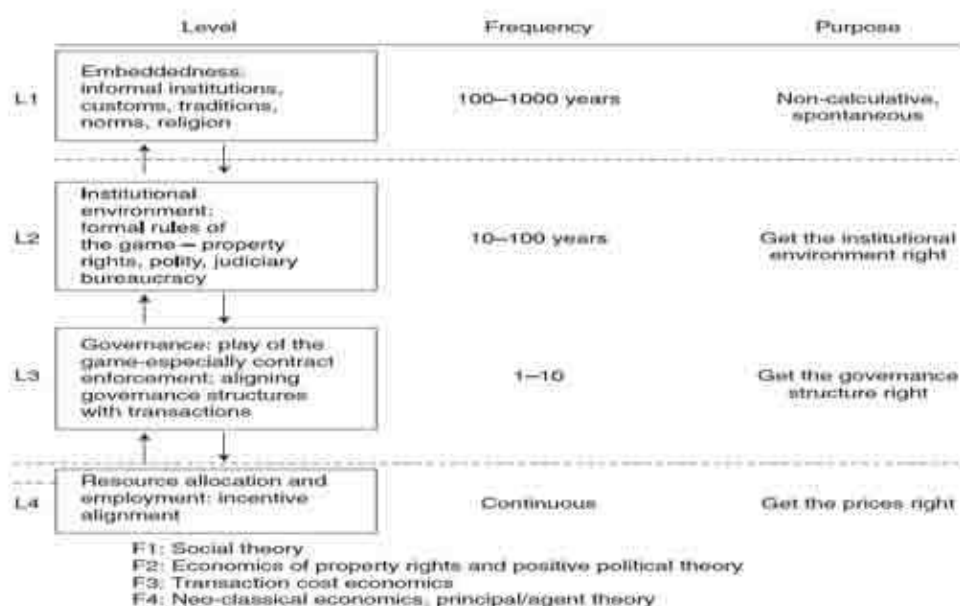 Level Frequency Purpose
L1
Embeddedness:
informal institutions,
customs, traditions,
norms, religion
100–1000 years
Non-calculative,
spontaneous
L2
Institutional
environment:
formal rules of
the game – property
rights, polity, judiciary
bureaucracy
10–100 years
Get the institutional
environment right
L3
Governance: play of the
game-especially contract
enforcement; aligning
governance structures
with transactions
1–10
Get the governance
structure right
L4
Resource allocation and
employment: incentive
alignment
Continuous
Get the prices right
F1: Social theory
F2: Economics of property rights and positive political theory
F3: Transaction cost economics
F4: Neo-classical economics, principal/agent theory